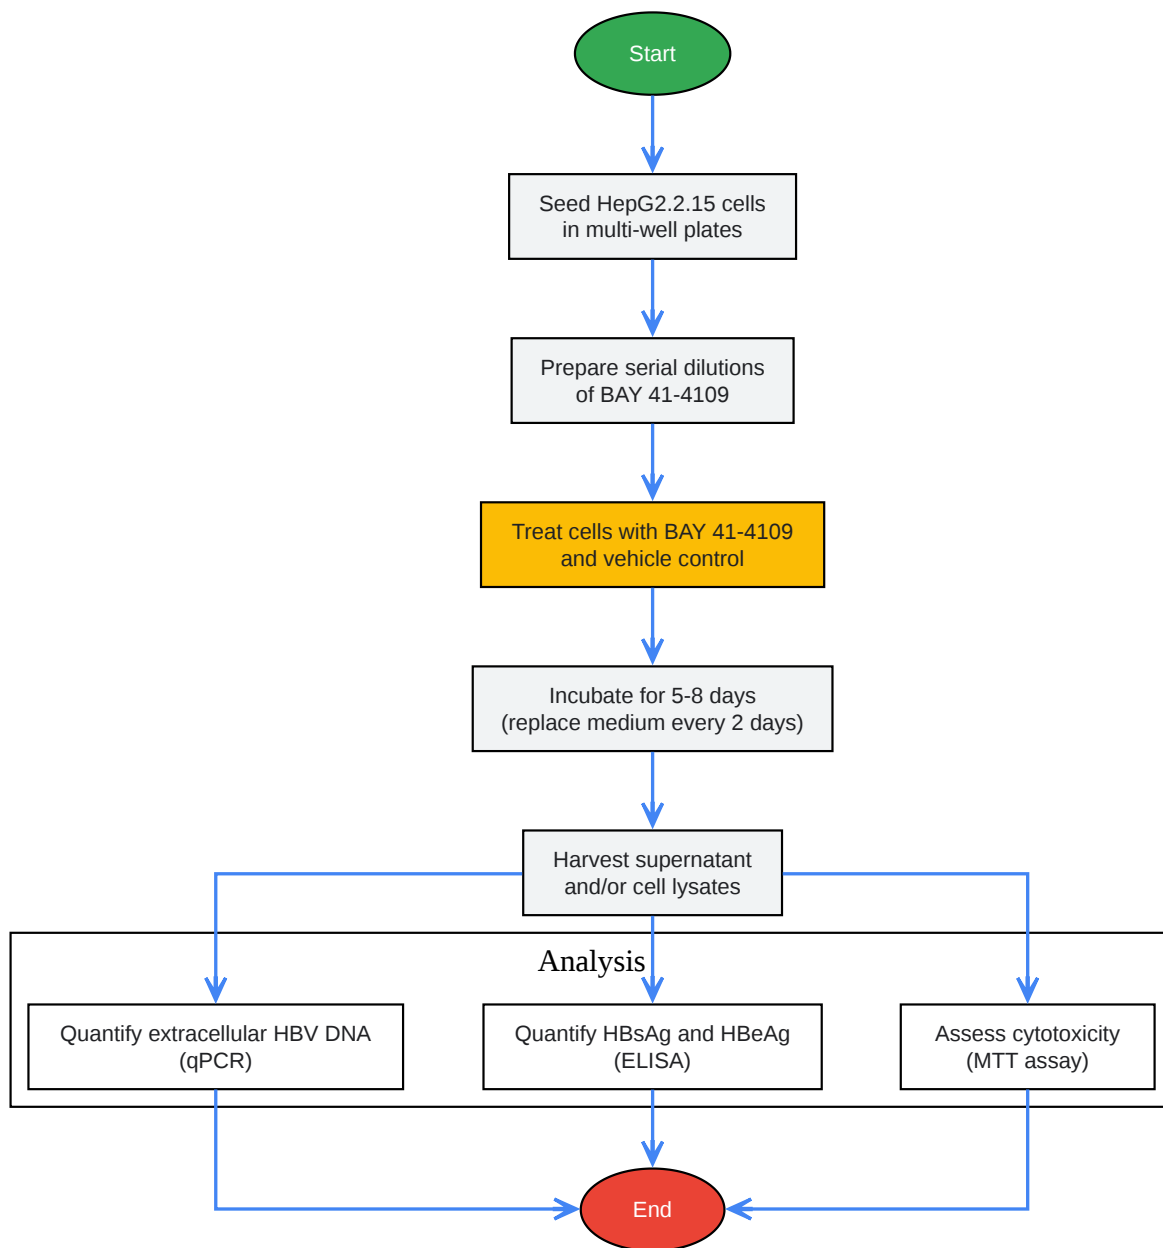 Start
Seed HepG2.2.15 cells
in multi-well plates
Prepare serial dilutions
of BAY 41-4109
Treat cells with BAY 41-4109
and vehicle control
Incubate for 5-8 days
(replace medium every 2 days)
Harvest supernatant
and/or cell lysates
Analysis
Quantify extracellular HBV DNA
(qPCR)
Quantify HBsAg and HBeAg
(ELISA)
Assess cytotoxicity
(MTT assay)
End